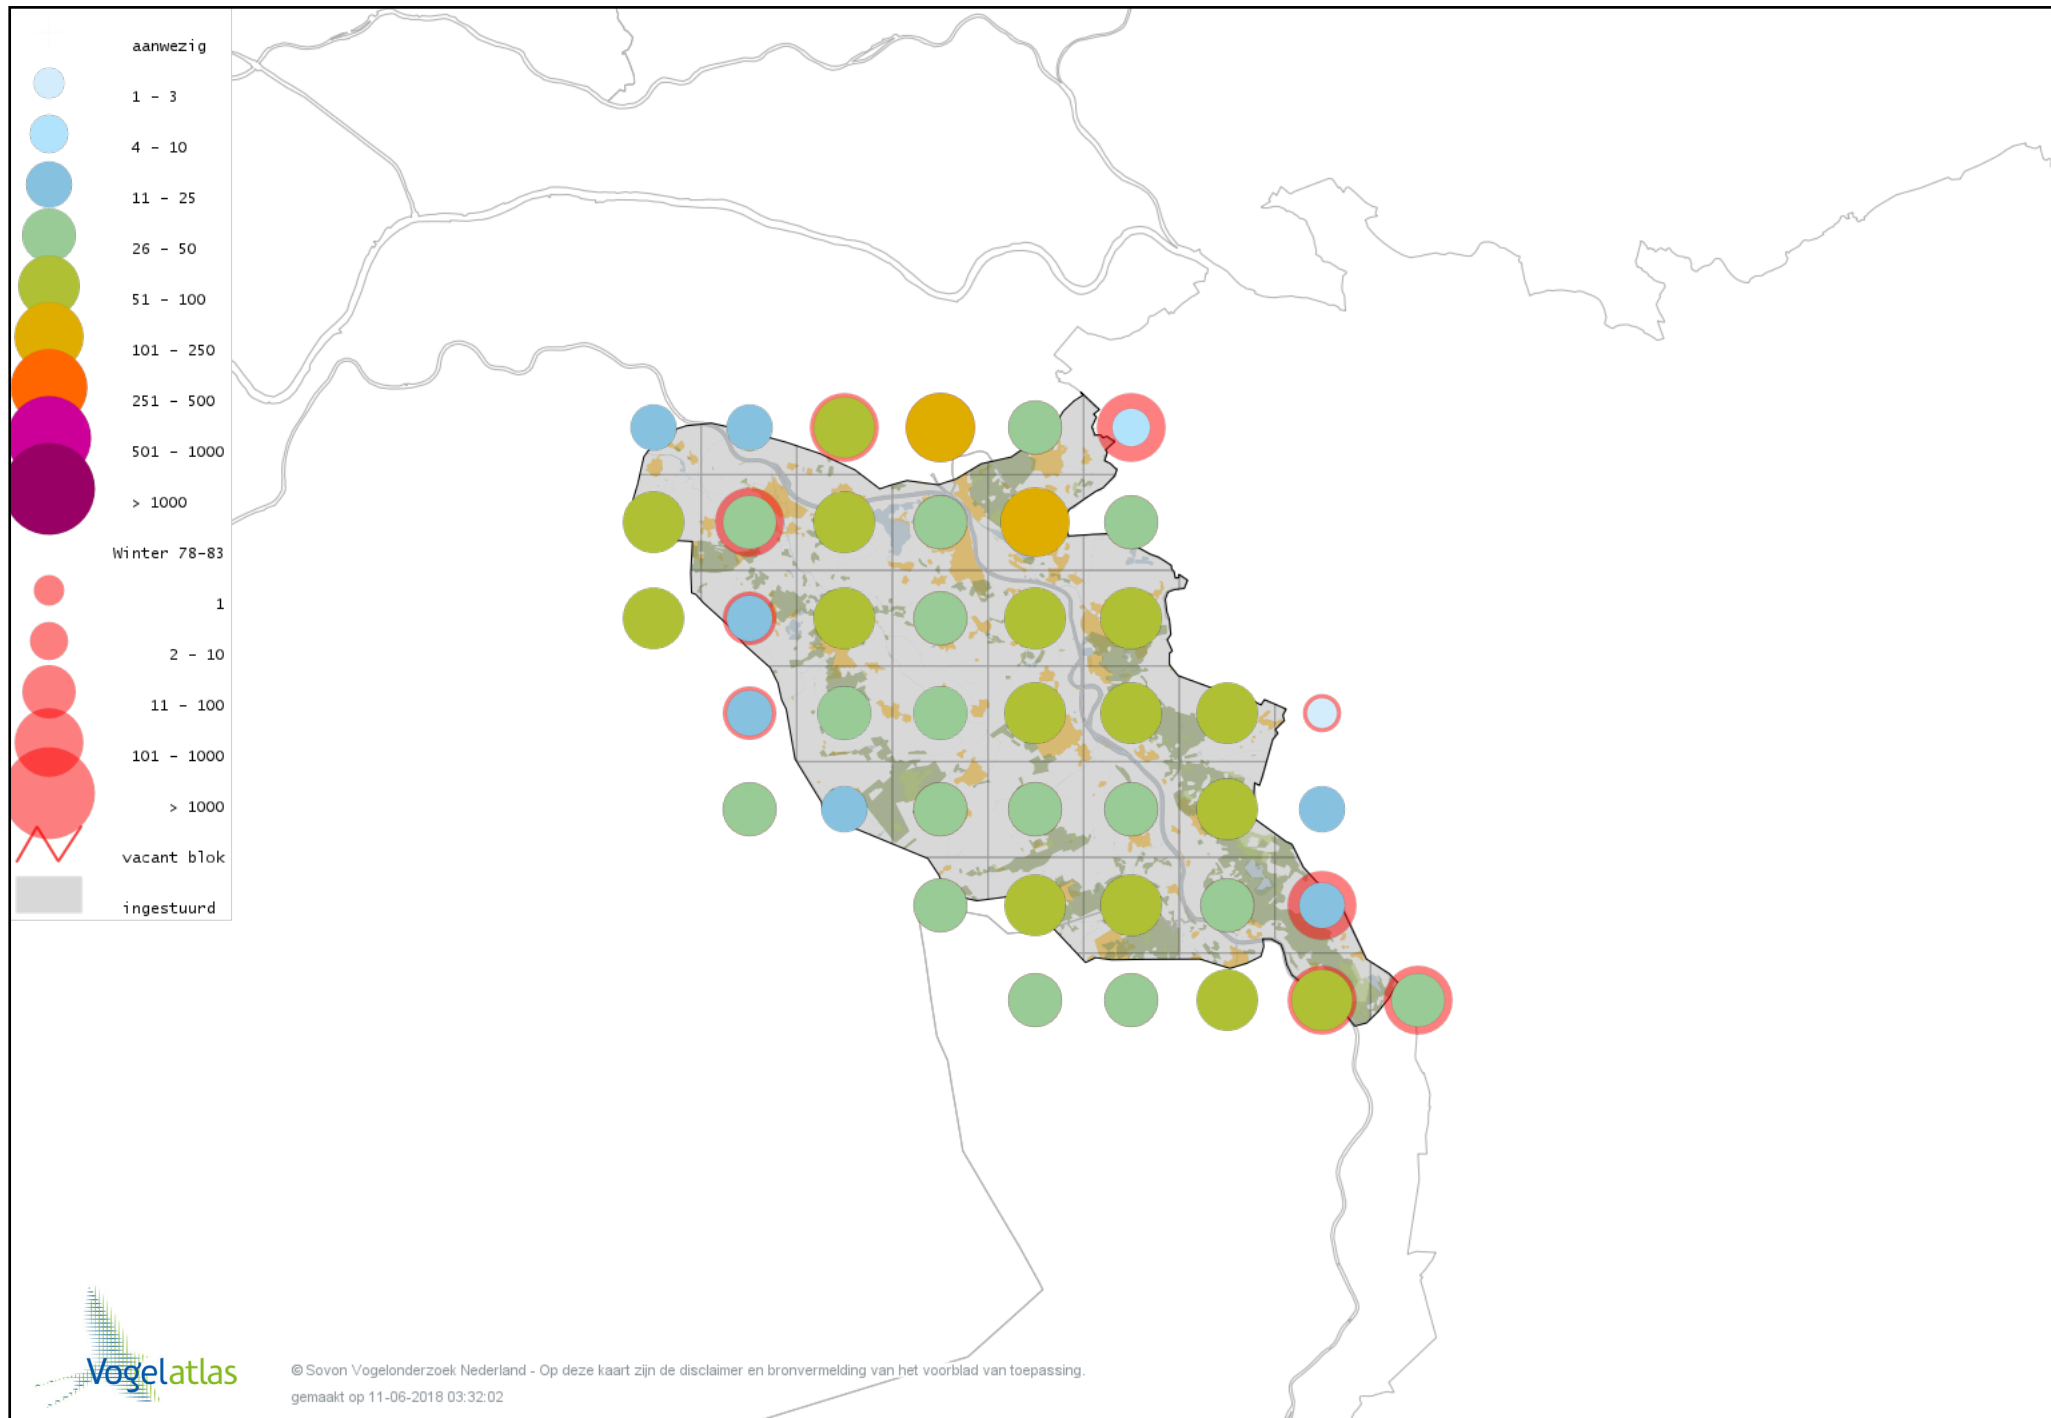 aanwezig
1 - 3
4 - 10
11 - 25
26 - 50
51 - 100
101 - 250
251 - 500
501 - 1000
> 1000
Winter 78-83
1
2 - 10
11 - 100
101 - 1000
> 1000
vacant blok
ingestuurd
Vogelatlas
© Sovon Vogelonderzoek Nederland - Op deze kaart zijn de disclaimer en bronvermelding van het voorblad van toepassing.
gemaakt op 11-06-2018 03:32:02